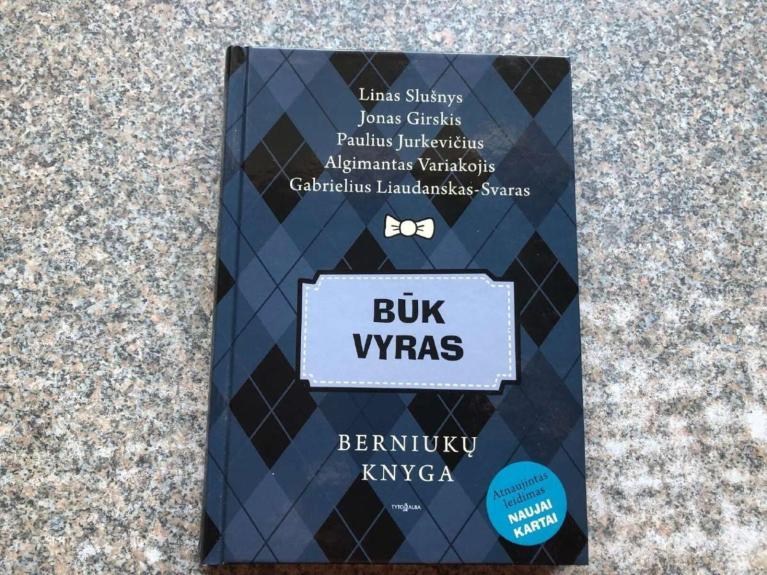 Linas Slušnys
Jonas Girskis
Paulius Jurkevičius
Algimantas Variakojis
Gabrielius Liaudanskas-Svaras
BŪK
VYRAS
BERNIUKŲ
KNYGA
TYTO ALBA
Atnaujintas
leidimas
NAUJAI
KARTAI